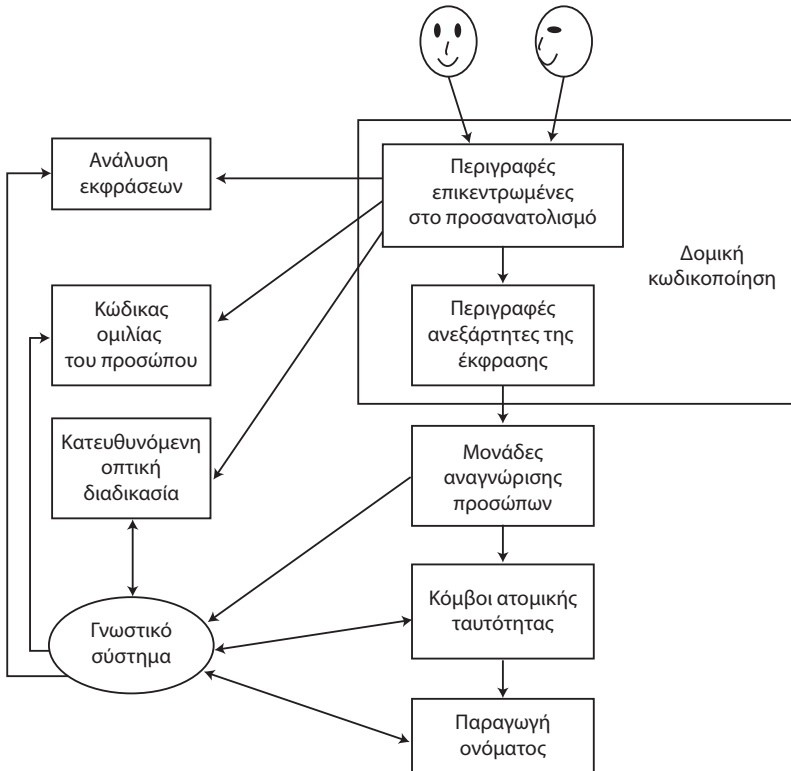 Ανάλυση
εκφράσεων
Περιγραφές
επικεντρωμένες
στο προσανατολισμό
Δομική
κωδικοποίηση
Κώδικας
ομιλίας
του προσώπου
Περιγραφές
ανεξάρτητες της
έκφρασης
Κατευθυνόμενη
οπτική
διαδικασία
Μονάδες
αναγνώρισης
προσώπων
Γνωστικό
σύστημα
Κόμβοι ατομικής
ταυτότητας
Παραγωγή
ονόματος